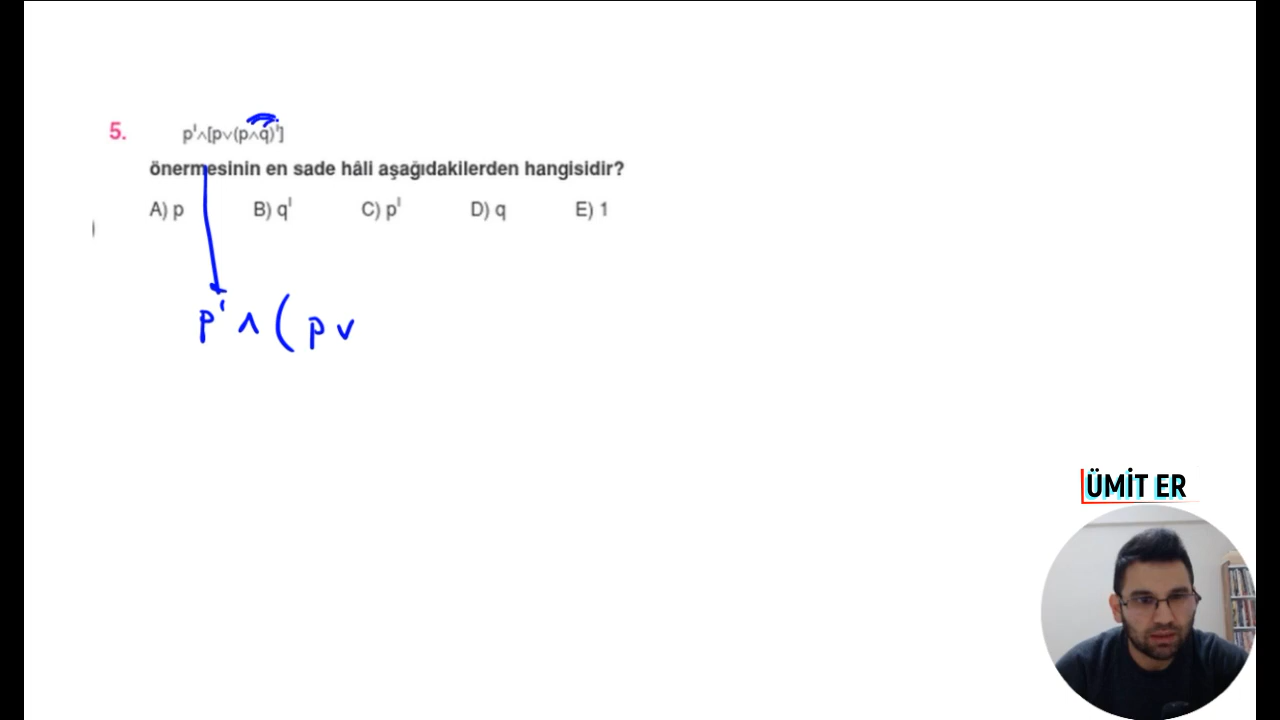 5. p'∧[p∨(p∧q)']
önermesinin en sade hâli aşağıdakilerden hangisidir?
A) p B) q' C) p' D) q E) 1
p' ∧ ( p ∨
ÜMİT ER